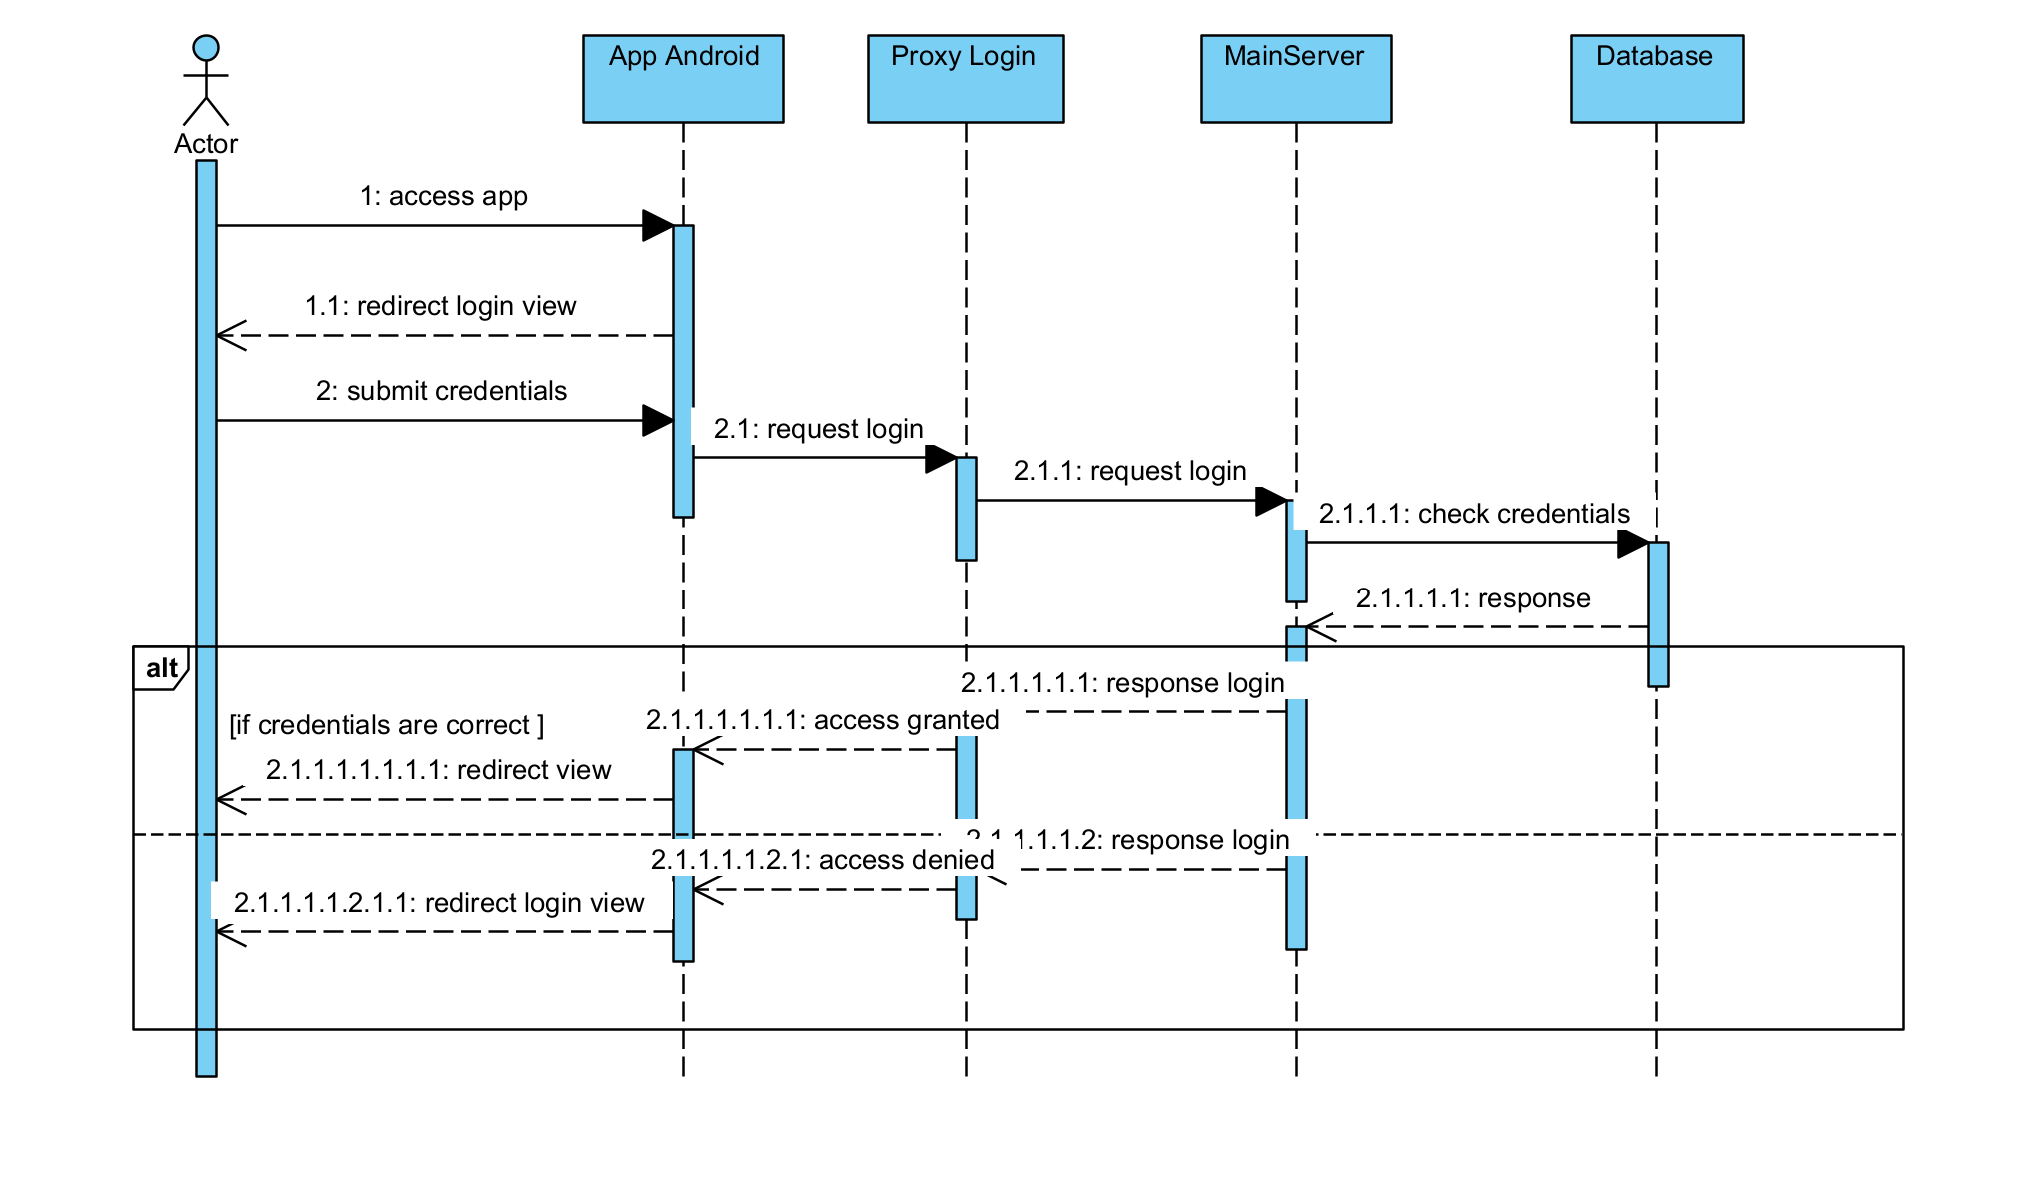 App Android
Proxy Login
MainServer
Database
Actor
1: access app
1.1: redirect login view
2: submit credentials
2.1: request login
2.1.1: request login
2.1.1.1: check credentials
2.1.1.1.1: response
alt
2.1.1.1.1.1: response login
2.1.1.1.1.1.1: access granted
[if credentials are correct ]
2.1.1.1.1.1.1.1: redirect view
2.1.1.1.1.2: response login
2.1.1.1.1.2.1: access denied
2.1.1.1.1.2.1.1: redirect login view